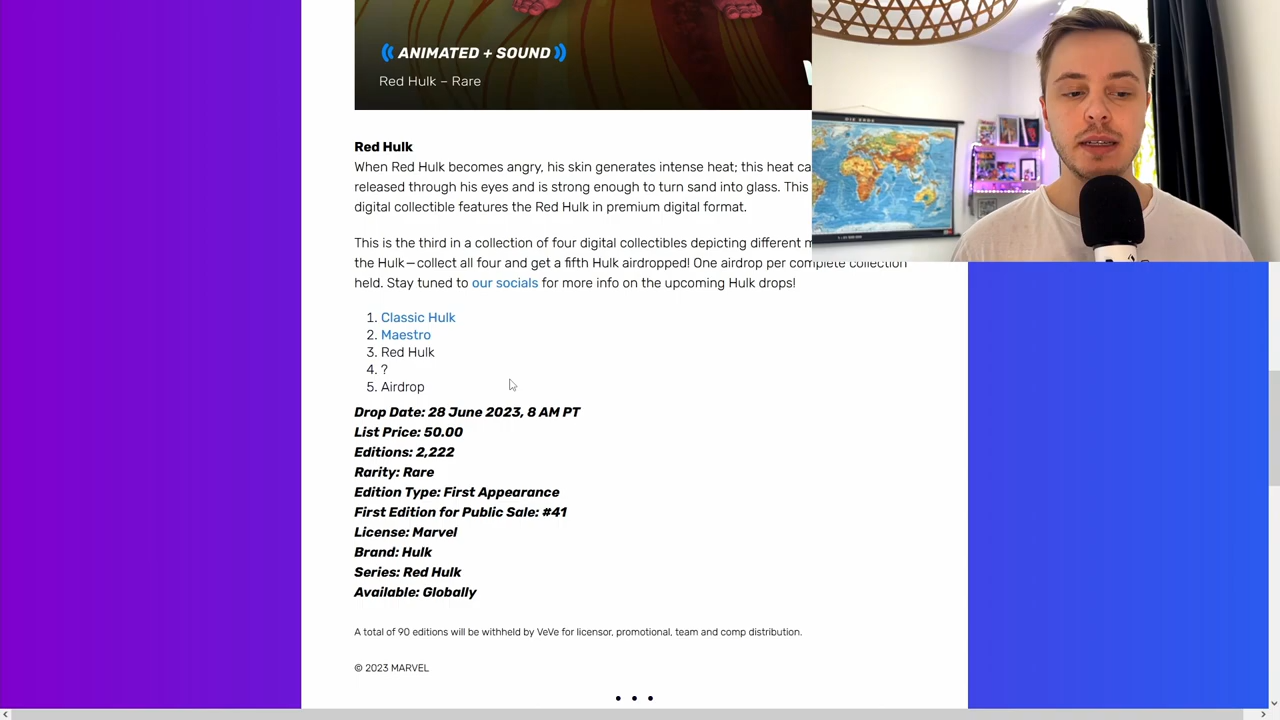 ANIMATED + SOUND
Red Hulk – Rare
DIE ERDE
Red Hulk
When Red Hulk becomes angry, his skin generates intense heat; this heat ca
released through his eyes and is strong enough to turn sand into glass. This
digital collectible features the Red Hulk in premium digital format.
This is the third in a collection of four digital collectibles depicting different
the Hulk—collect all four and get a fifth Hulk airdropped! One airdrop per complete collection
held. Stay tuned to our socials for more info on the upcoming Hulk drops!
1. Classic Hulk
2. Maestro
3. Red Hulk
4. ?
5. Airdrop
Drop Date: 28 June 2023, 8 AM PT
List Price: 50.00
Editions: 2,222
Rarity: Rare
Edition Type: First Appearance
First Edition for Public Sale: #41
License: Marvel
Brand: Hulk
Series: Red Hulk
Available: Globally
A total of 90 editions will be withheld by VeVe for licensor, promotional, team and comp distribution.
© 2023 MARVEL